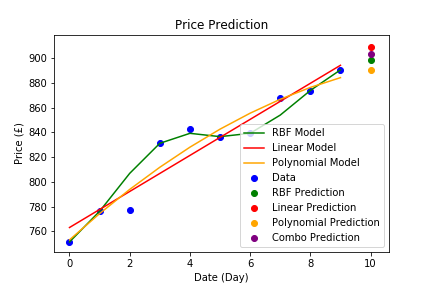 Price Prediction
Price (£)
900
880
860
840
820
800
780
760
RBF Model
Linear Model
Polynomial Model
Data
RBF Prediction
Linear Prediction
Polynomial Prediction
Combo Prediction
0 2 4 6 8 10
Date (Day)